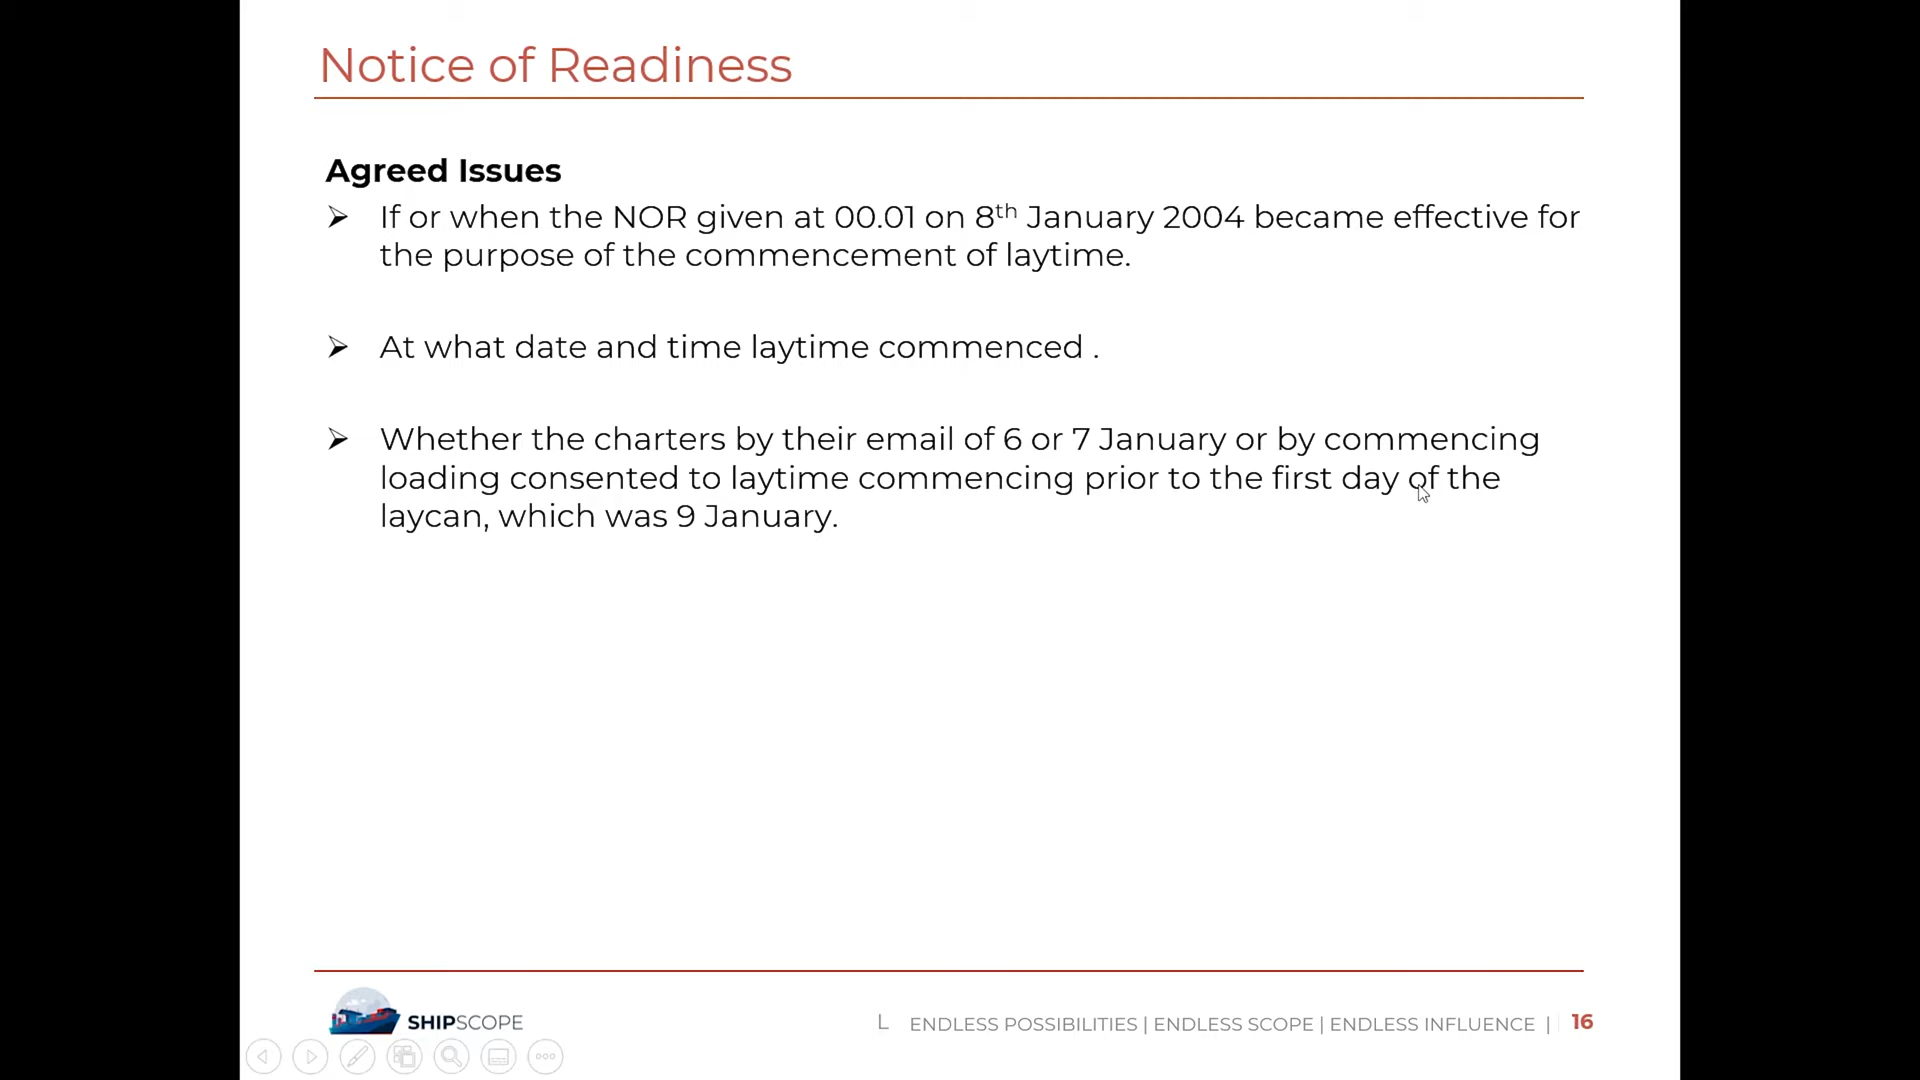 Notice of Readiness
Agreed Issues
➢ If or when the NOR given at 00.01 on 8th January 2004 became effective for
the purpose of the commencement of laytime.
➢ At what date and time laytime commenced .
➢ Whether the charters by their email of 6 or 7 January or by commencing
loading consented to laytime commencing prior to the first day of the
laycan, which was 9 January.
SHIPSCOPE
L ENDLESS POSSIBILITIES | ENDLESS SCOPE | ENDLESS INFLUENCE | 16